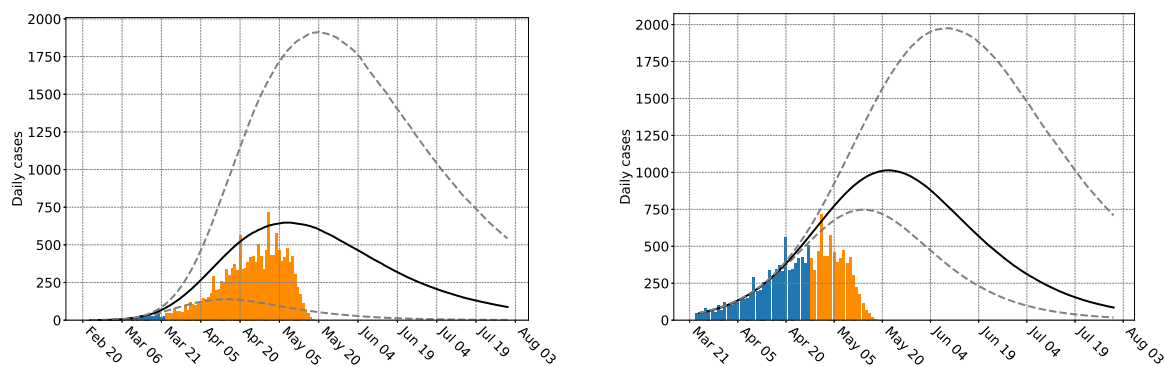 Daily cases
2000
1750
1500
1250
1000
750
500
250
0
Feb 20
Mar 06
Mar 21
Apr 05
Apr 20
May 05
May 20
Jun 04
Jun 19
Jul 04
Jul 19
Aug 03
Daily cases
2000
1750
1500
1250
1000
750
500
250
0
Mar 21
Apr 05
Apr 20
May 05
May 20
Jun 04
Jun 19
Jul 04
Jul 19
Aug 03